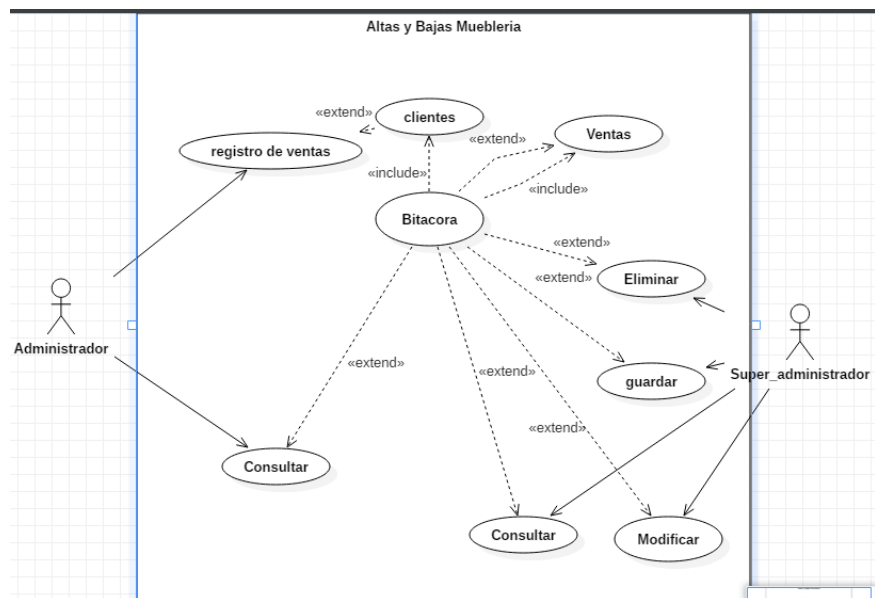 Altas y Bajas Muebleria
«extend»
clientes
registro de ventas
«extend»
Ventas
«include»
«include»
Bitacora
«extend»
«extend»
Eliminar
Administrador
«extend»
«extend»
guardar
Super_administrador
«extend»
Consultar
Consultar
Modificar